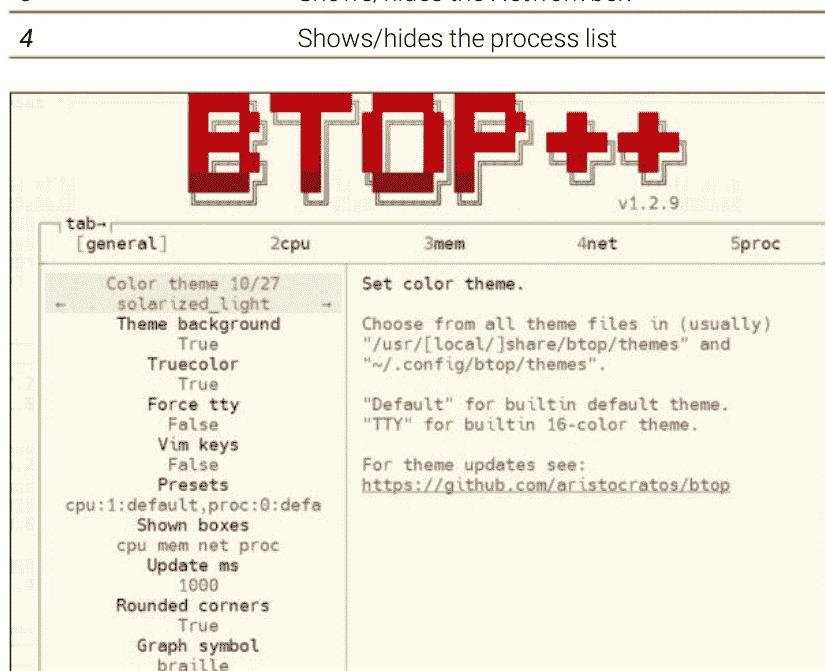 4 Shows/hides the process list
BTOP++
v1.2.9
tab→
[general] 2cpu 3mem 4net 5proc
Color theme 10/27 Set color theme.
← solarized_light →
Theme background Choose from all theme files in (usually)
True "/usr/[local/]share/btop/themes" and
Truecolor "~/.config/btop/themes".
True
Force tty "Default" for builtin default theme.
False "TTY" for builtin 16-color theme.
Vim keys
False For theme updates see:
Presets https://github.com/aristocratos/btop
cpu:1:default,proc:0:defa
Shown boxes
cpu mem net proc
Update ms
1000
Rounded corners
True
Graph symbol
braille